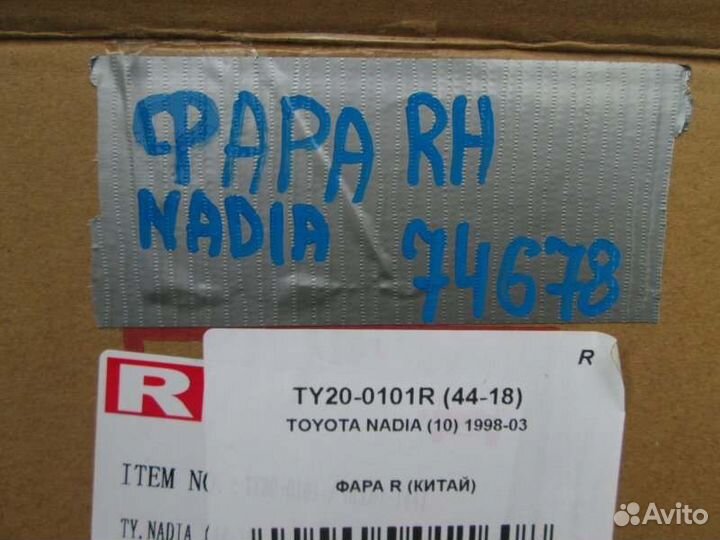 ФАРА RH
NADIA 74678
R
R
TY20-0101R (44-18)
TOYOTA NADIA (10) 1998-03
ITEM NO
ФАРА R (КИТАЙ)
TY. NADIA (
Avito